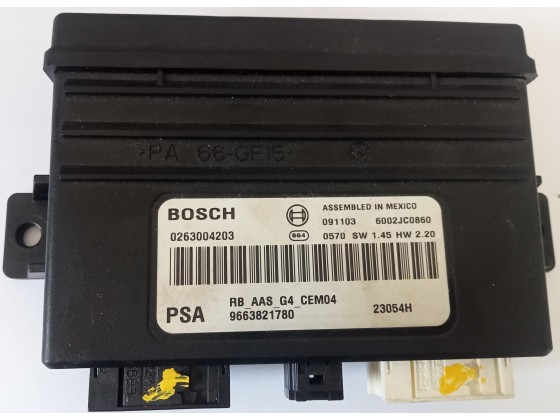 >PA 66-GF15<
BOSCH
ASSEMBLED IN MEXICO
091103 6002JC0860
0263004203
864 0570 SW 1.45 HW 2.20
RB_AAS_G4_CEM04
PSA 9663821780 23054H